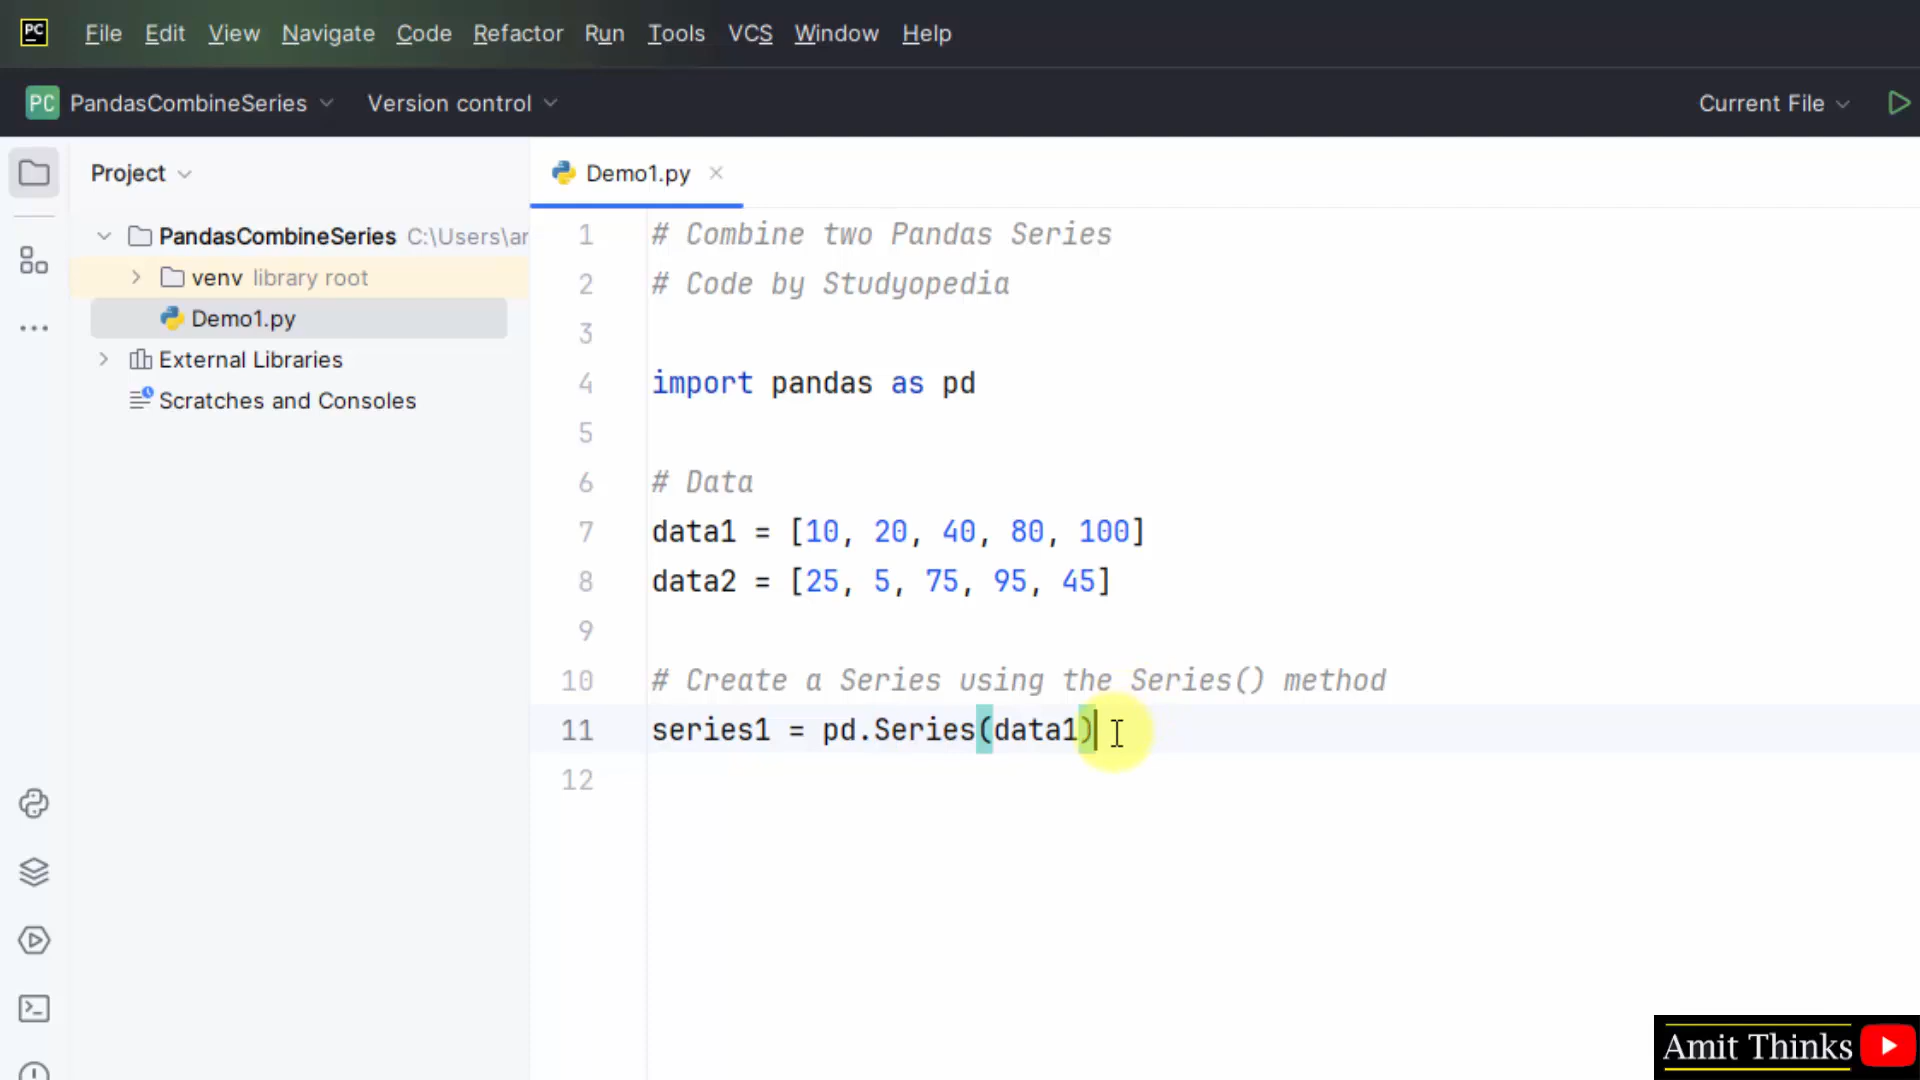 PC File Edit View Navigate Code Refactor Run Tools VCS Window Help
PC PandasCombineSeries Version control Current File
Project
PandasCombineSeries C:\Users\ar
venv library root
Demo1.py
External Libraries
Scratches and Consoles
Demo1.py
1 # Combine two Pandas Series
2 # Code by Studyopedia
3
4 import pandas as pd
5
6 # Data
7 data1 = [10, 20, 40, 80, 100]
8 data2 = [25, 5, 75, 95, 45]
9
10 # Create a Series using the Series() method
11 series1 = pd.Series(data1)
12
Amit Thinks